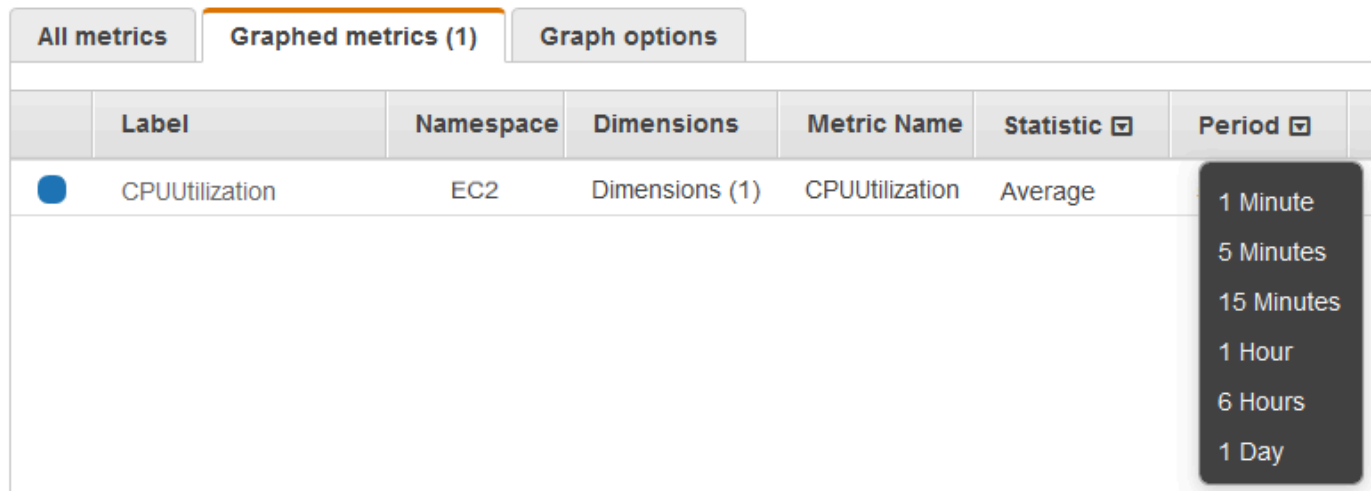 All metrics Graphed metrics (1) Graph options
Label Namespace Dimensions Metric Name Statistic Period
CPUUtilization EC2 Dimensions (1) CPUUtilization Average
1 Minute
5 Minutes
15 Minutes
1 Hour
6 Hours
1 Day